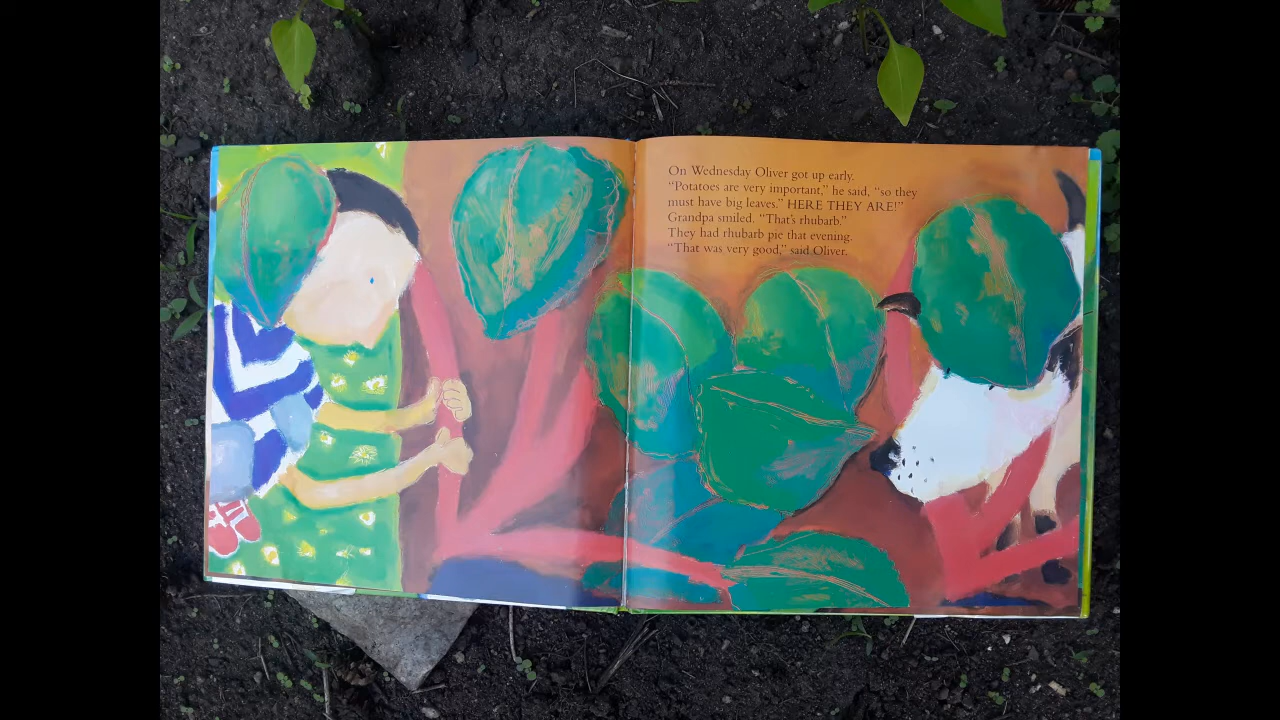 On Wednesday Oliver got up early.
"Potatoes are very important," he said, "so they
must have big leaves." HERE THEY ARE!"
Grandpa smiled. "That's rhubarb."
They had rhubarb pie that evening.
"That was very good," said Oliver.